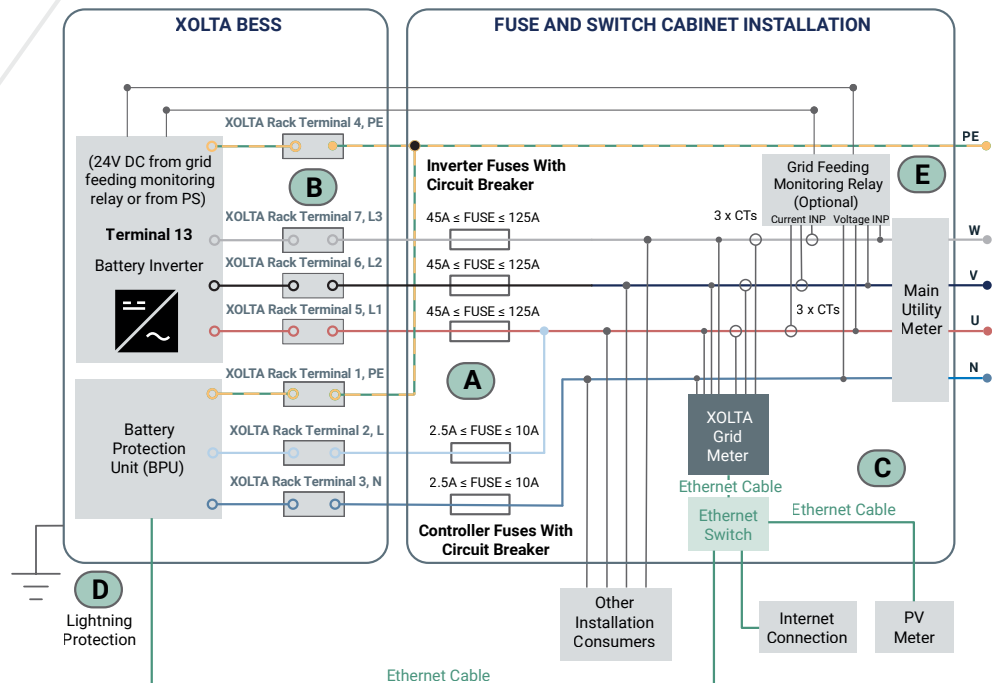 XOLTA BESS
FUSE AND SWITCH CABINET INSTALLATION
XOLTA Rack Terminal 4, PE
PE
(24V DC from grid
feeding monitoring
relay or from PS)
Terminal 13
Battery Inverter
B
Inverter Fuses With
Circuit Breaker
Grid Feeding
Monitoring Relay
(Optional)
Current INP
Voltage INP
E
XOLTA Rack Terminal 7, L3
45A ≤ FUSE ≤ 125A
3 x CTs
W
XOLTA Rack Terminal 6, L2
45A ≤ FUSE ≤ 125A
V
XOLTA Rack Terminal 5, L1
45A ≤ FUSE ≤ 125A
3 x CTs
U
Main
Utility
Meter
N
XOLTA Rack Terminal 1, PE
A
Battery
Protection
Unit (BPU)
XOLTA Rack Terminal 2, L
2.5A ≤ FUSE ≤ 10A
XOLTA
Grid
Meter
C
XOLTA Rack Terminal 3, N
2.5A ≤ FUSE ≤ 10A
Ethernet Cable
Ethernet Cable
Controller Fuses With
Circuit Breaker
Ethernet
Switch
D
Lightning
Protection
Other
Installation
Consumers
Internet
Connection
PV
Meter
Ethernet Cable